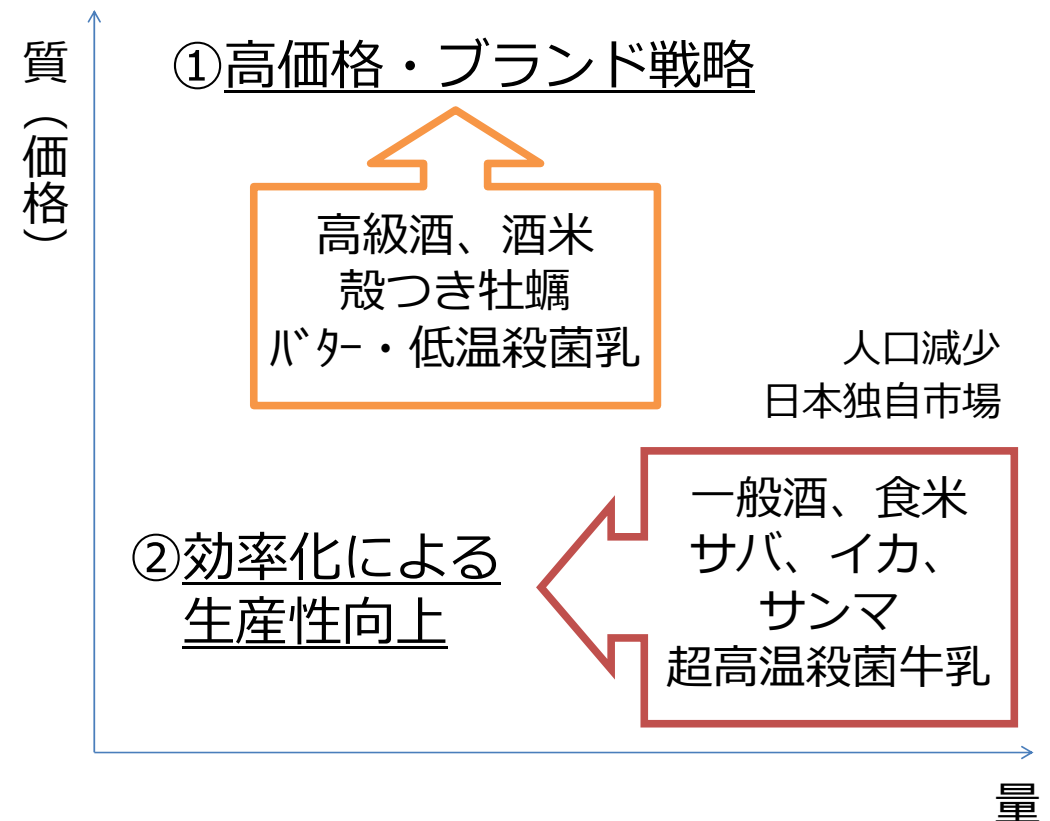 質（価格）
①高価格・ブランド戦略
高級酒、酒米
殻つき牡蠣
ﾊﾞﾀｰ・低温殺菌乳
人口減少
日本独自市場
一般酒、食米
サバ、イカ、
サンマ
超高温殺菌牛乳
②効率化による
生産性向上
量